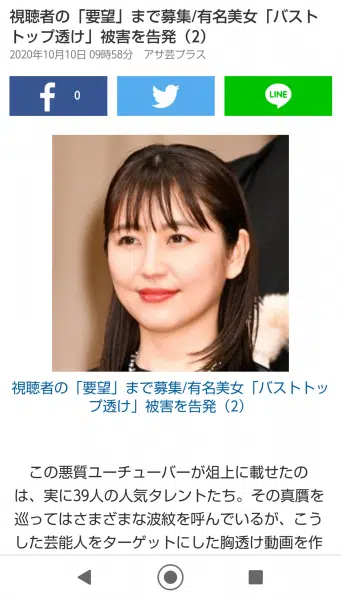 視聴者の「要望」まで募集/有名美女「バスト
トップ透け」被害を告発（2）
2020年10月10日 09時58分　アサ芸プラス
f 0
LINE
視聴者の「要望」まで募集/有名美女「バストトッ
プ透け」被害を告発（2）
この悪質ユーチューバーが俎上に載せたの
は、実に39人の人気タレントたち。その真贋を
巡ってはさまざまな波紋を呼んでいるが、こう
した芸能人をターゲットにした胸透け動画を作